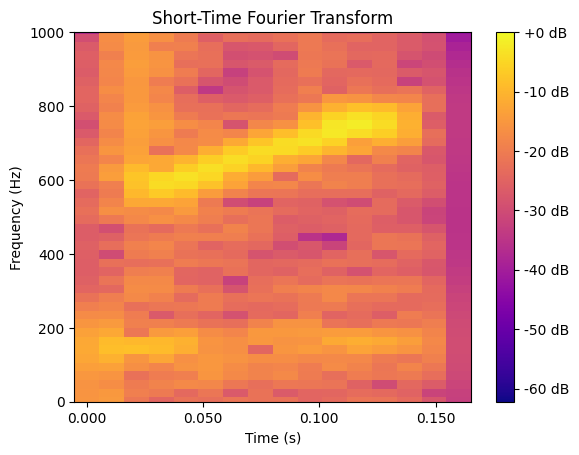 Short-Time Fourier Transform
1000
800
600
400
200
0
Frequency (Hz)
0.000
0.050
0.100
0.150
Time (s)
+0 dB
-10 dB
-20 dB
-30 dB
-40 dB
-50 dB
-60 dB